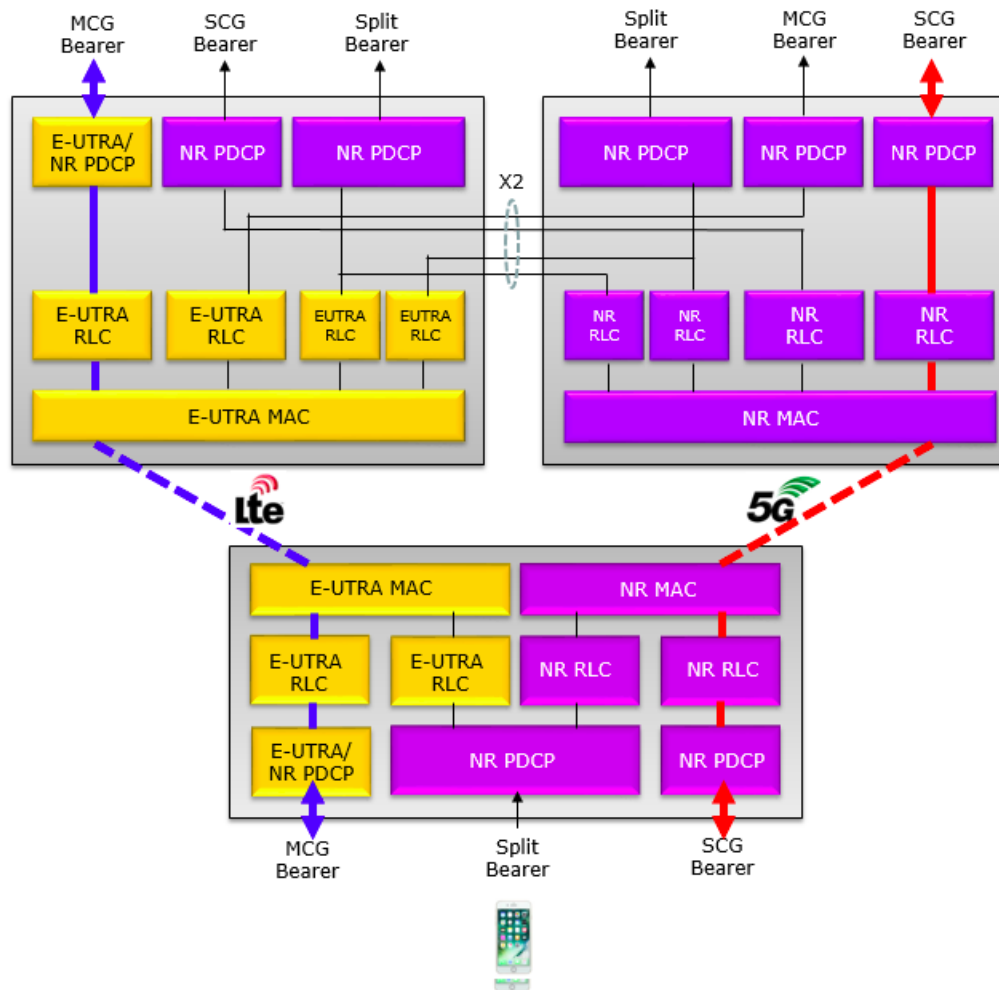 MCG
Bearer
SCG
Bearer
Split
Bearer
Split
Bearer
MCG
Bearer
SCG
Bearer
E-UTRA/
NR PDCP
NR PDCP
NR PDCP
NR PDCP
NR PDCP
NR PDCP
X2
E-UTRA
RLC
E-UTRA
RLC
EUTRA
RLC
EUTRA
RLC
NR
RLC
NR
RLC
NR
RLC
NR
RLC
E-UTRA MAC
NR MAC
Lte
5G
E-UTRA MAC
NR MAC
E-UTRA
RLC
E-UTRA
RLC
NR RLC
NR RLC
E-UTRA/
NR PDCP
NR PDCP
NR PDCP
MCG
Bearer
Split
Bearer
SCG
Bearer